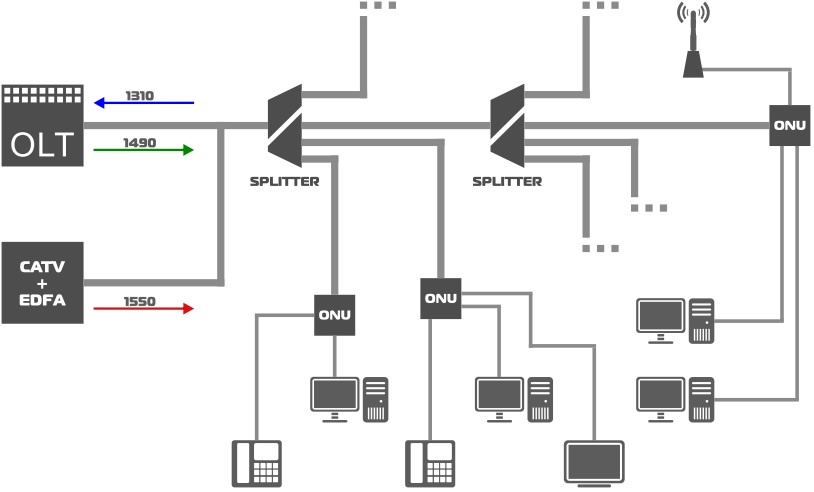 1310
OLT
1490
ONU
SPLITTER
SPLITTER
CATV
+
EDFA
1550
ONU
ONU